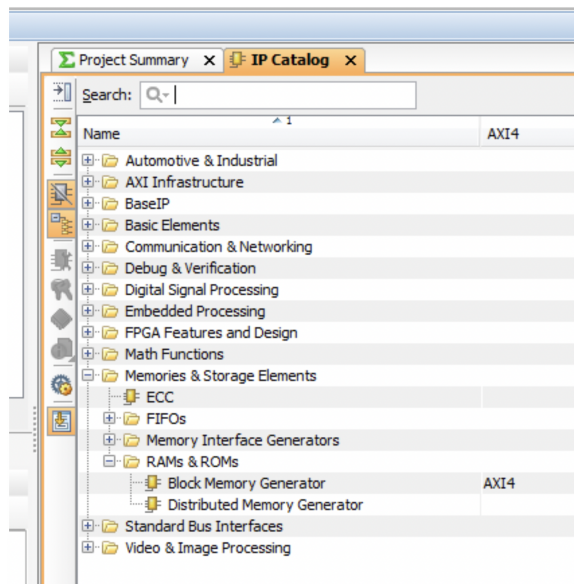 Project Summary IP Catalog
Search:
1
Name AXI4
Automotive & Industrial
AXI Infrastructure
BaseIP
Basic Elements
Communication & Networking
Debug & Verification
Digital Signal Processing
Embedded Processing
FPGA Features and Design
Math Functions
Memories & Storage Elements
ECC
FIFOs
Memory Interface Generators
RAMs & ROMs
Block Memory Generator AXI4
Distributed Memory Generator
Standard Bus Interfaces
Video & Image Processing